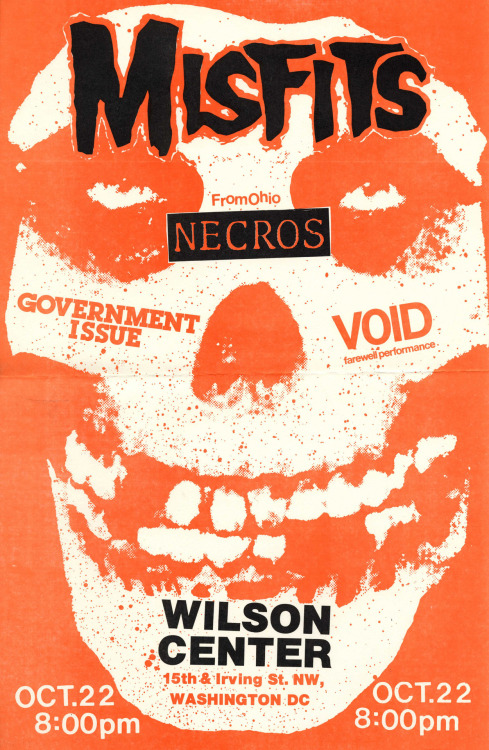 MISFITS
From Ohio
NECROS
GOVERNMENT
ISSUE
VOID
farewell performance
WILSON
CENTER
15th & Irving St. NW,
WASHINGTON DC
OCT.22
8:00pm
OCT.22
8:00pm